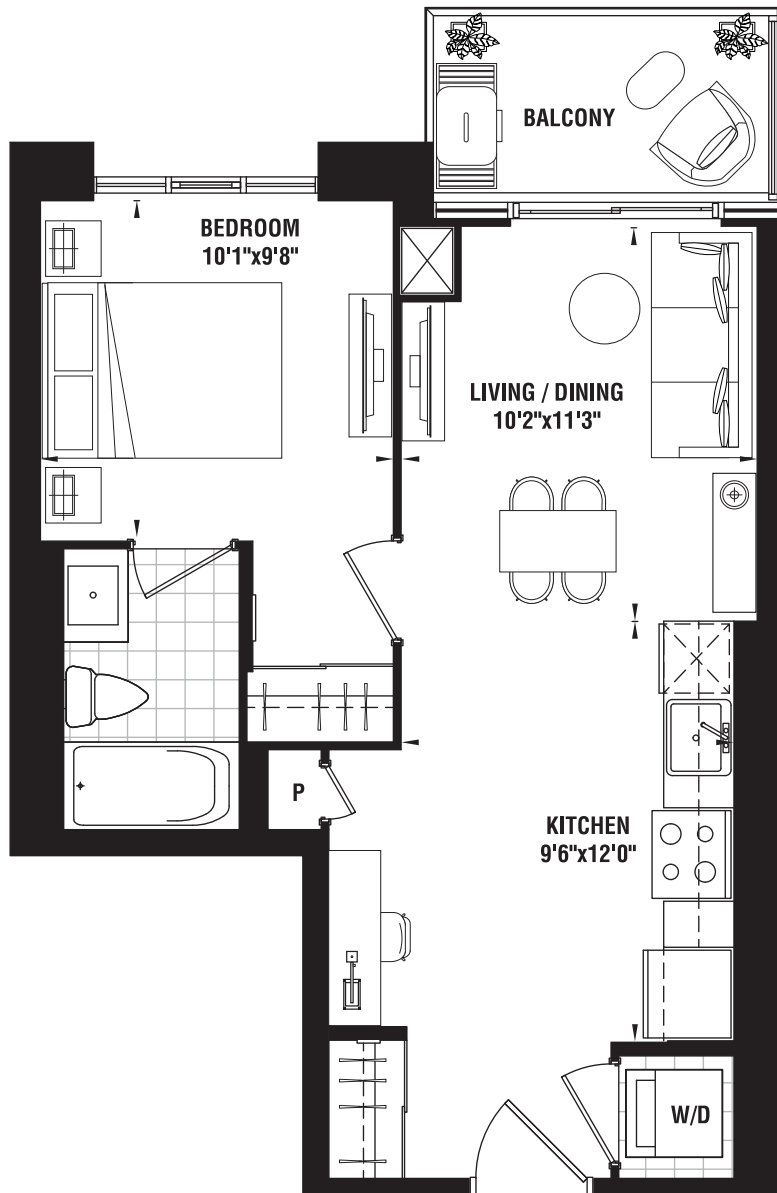 BALCONY
BEDROOM
10'1"x9'8"
LIVING / DINING
10'2"x11'3"
P
KITCHEN
9'6"x12'0"
W/D